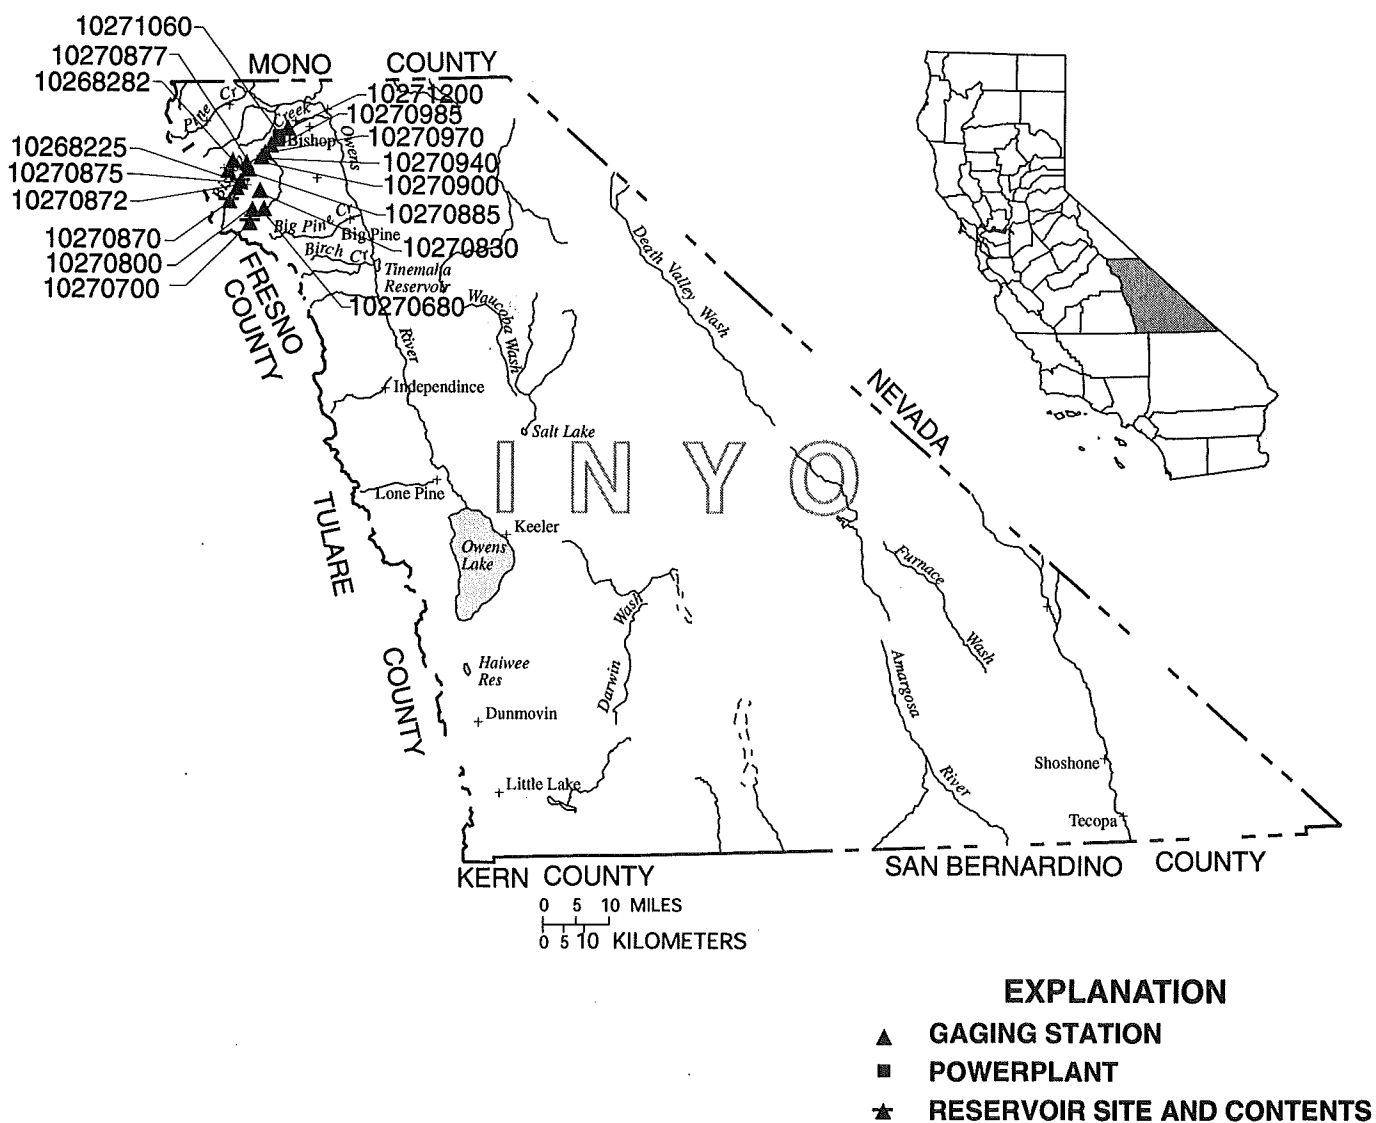 10271060
10270877
10268282
MONO COUNTY
Pine Cr
Creek
10271200
10270985
10270970
10270940
10270900
10270885
10270830
10268225
10270875
10270872
10270870
10270800
10270700
10270680
Bishop
Owens
River
Big Pine Cr
Big Pine
Birch Cr
Tinemaha
Reservoir
FRESNO
COUNTY
Waucoba Wash
Death Valley Wash
Independince
Salt Lake
NEVADA
INYO
Lone Pine
Keeler
Owens
Lake
TULARE
COUNTY
Furnace Wash
Darwin Wash
Haiwee
Res
Dunmovin
Amargosa River
Little Lake
Shoshone
Tecopa
KERN COUNTY
SAN BERNARDINO COUNTY
0 5 10 MILES
0 5 10 KILOMETERS
EXPLANATION
GAGING STATION
POWERPLANT
RESERVOIR SITE AND CONTENTS